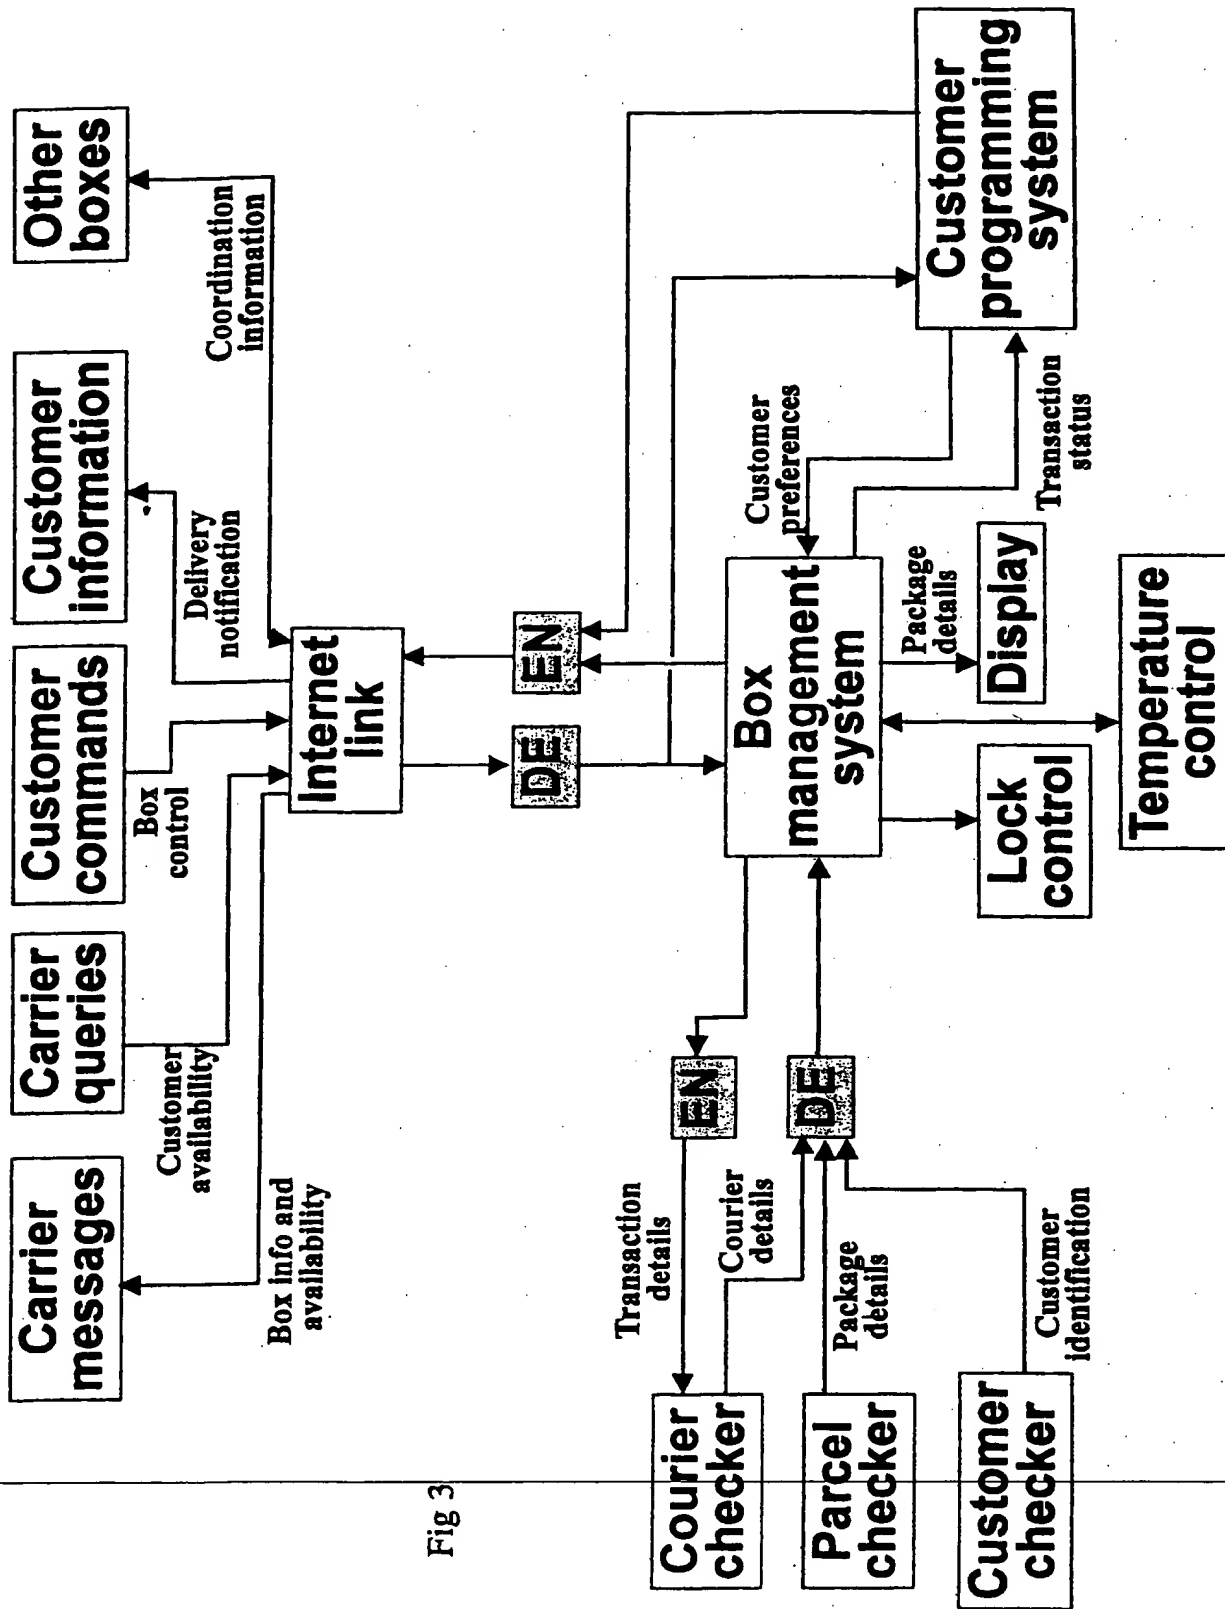 Carrier
messages
Carrier
queries
Customer
commands
Customer
information
Other
boxes
Box info and
availability
Customer
availability
Box
control
Delivery
notification
Coordination
information
Internet
link
Fig 3
DE
EN
Transaction
details
EN
Courier
checker
Courier
details
DE
Box
management
system
Customer
preferences
Customer
programming
system
Parcel
checker
Package
details
Package
details
Transaction
status
Customer
checker
Customer
identification
Lock
control
Display
Temperature
control